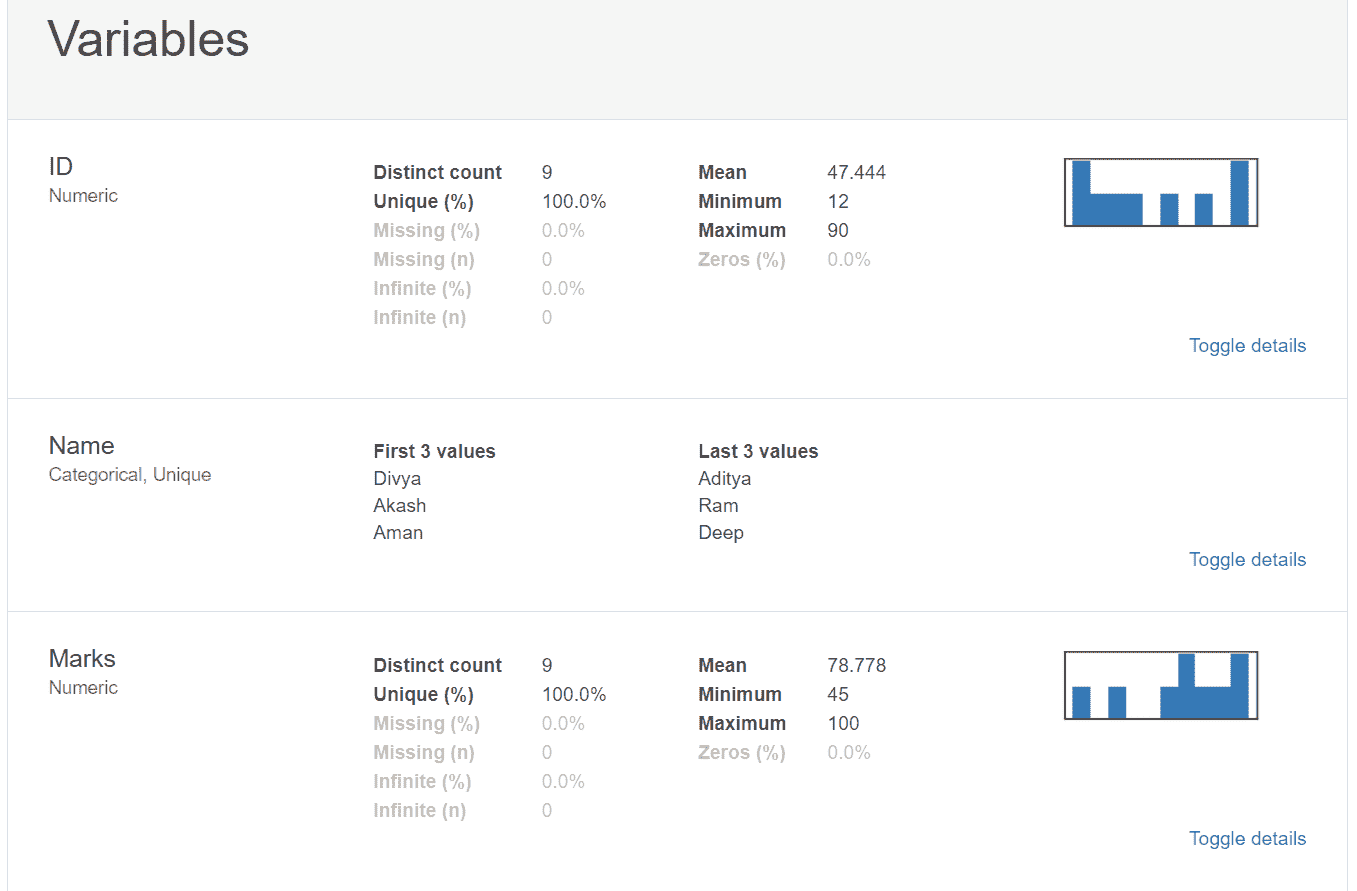 Variables
ID
Numeric
Distinct count 9
Unique (%) 100.0%
Missing (%) 0.0%
Missing (n) 0
Infinite (%) 0.0%
Infinite (n) 0
Mean 47.444
Minimum 12
Maximum 90
Zeros (%) 0.0%
Toggle details
Name
Categorical, Unique
First 3 values
Divya
Akash
Aman
Last 3 values
Aditya
Ram
Deep
Toggle details
Marks
Numeric
Distinct count 9
Unique (%) 100.0%
Missing (%) 0.0%
Missing (n) 0
Infinite (%) 0.0%
Infinite (n) 0
Mean 78.778
Minimum 45
Maximum 100
Zeros (%) 0.0%
Toggle details